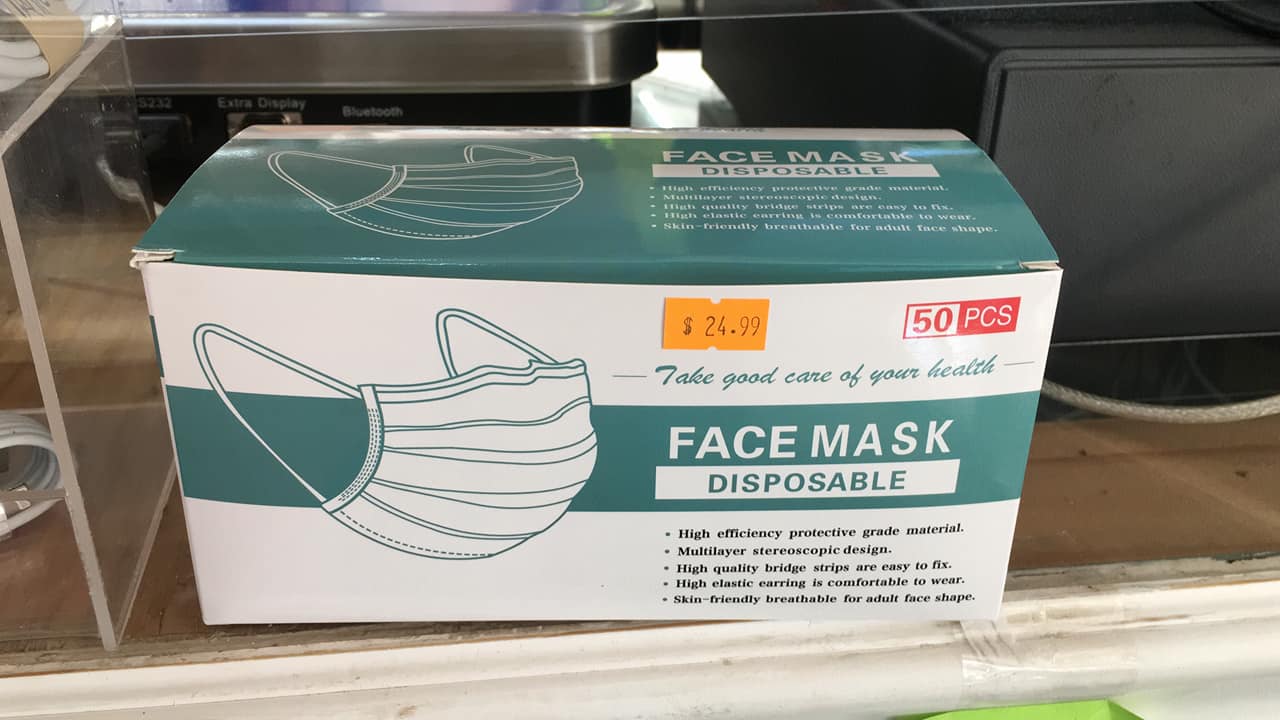 S232
Extra Display
Bluetooth
FACE MASK
DISPOSABLE
• High efficiency protective grade material.
• Multilayer stereoscopic design.
• High quality bridge strips are easy to fix.
• High elastic earring is comfortable to wear.
• Skin-friendly breathable for adult face shape.
$ 24.99
50 PCS
Take good care of your health
FACE MASK
DISPOSABLE
• High efficiency protective grade material.
• Multilayer stereoscopic design.
• High quality bridge strips are easy to fix.
• High elastic earring is comfortable to wear.
• Skin-friendly breathable for adult face shape.